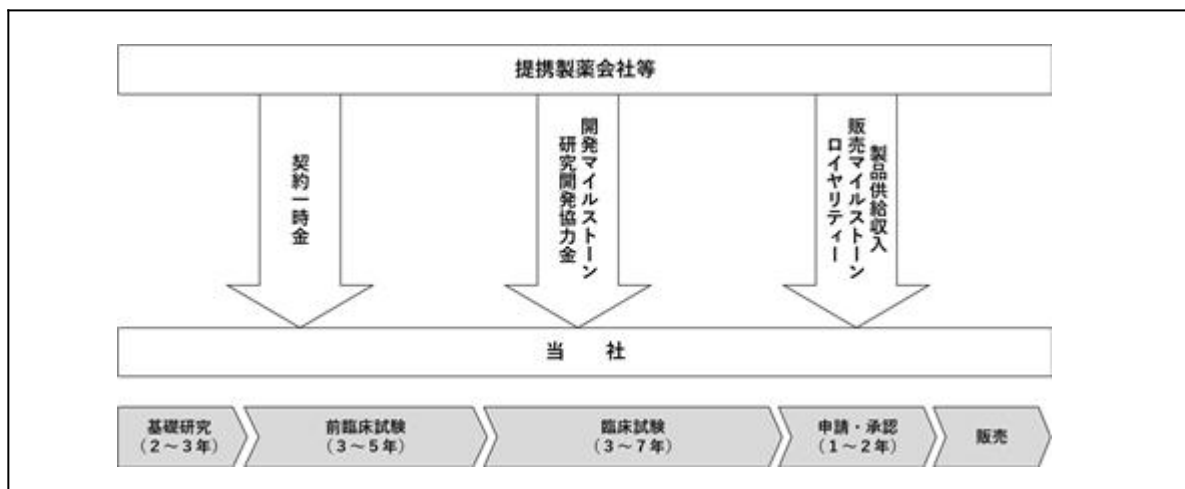 提携製薬会社等
契約一時金
開発マイルストーン
研究開発協力金
製品供給収入
販売マイルストーン
ロイヤリティー
当　　社
基礎研究
（２～３年）
前臨床試験
（３～５年）
臨床試験
（３～７年）
申請・承認
（１～２年）
販売